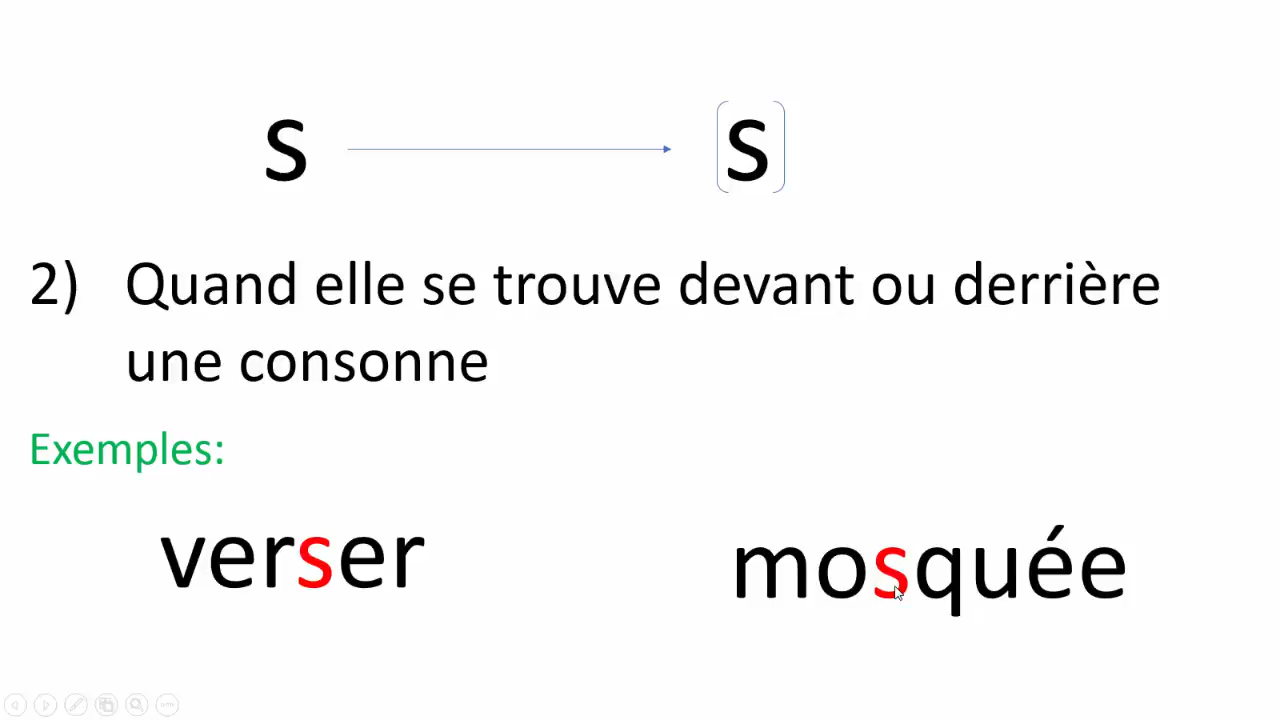 s [s]
2) Quand elle se trouve devant ou derrière
une consonne
Exemples:
verser mosquée